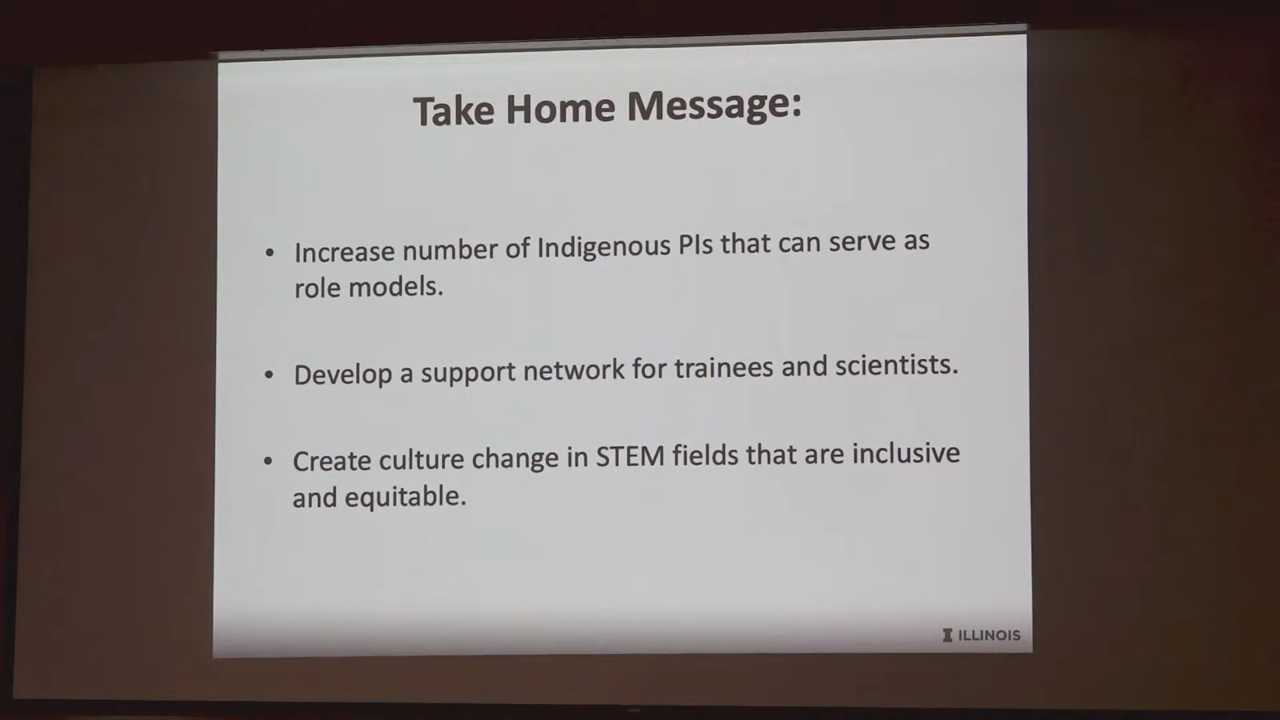 Take Home Message:
• Increase number of Indigenous PIs that can serve as
role models.
• Develop a support network for trainees and scientists.
• Create culture change in STEM fields that are inclusive
and equitable.
I ILLINOIS